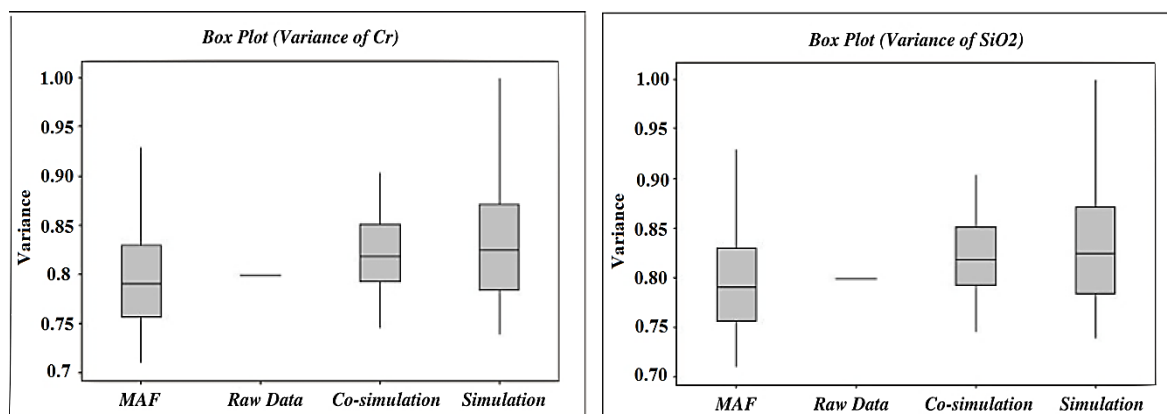 Box Plot (Variance of Cr)
Variance
1.00
0.95
0.90
0.85
0.8
0.75
0.7
MAF Raw Data Co-simulation Simulation
Box Plot (Variance of SiO2)
Variance
1.00
0.95
0.90
0.85
0.80
0.75
0.70
MAF Raw Data Co-simulation Simulation